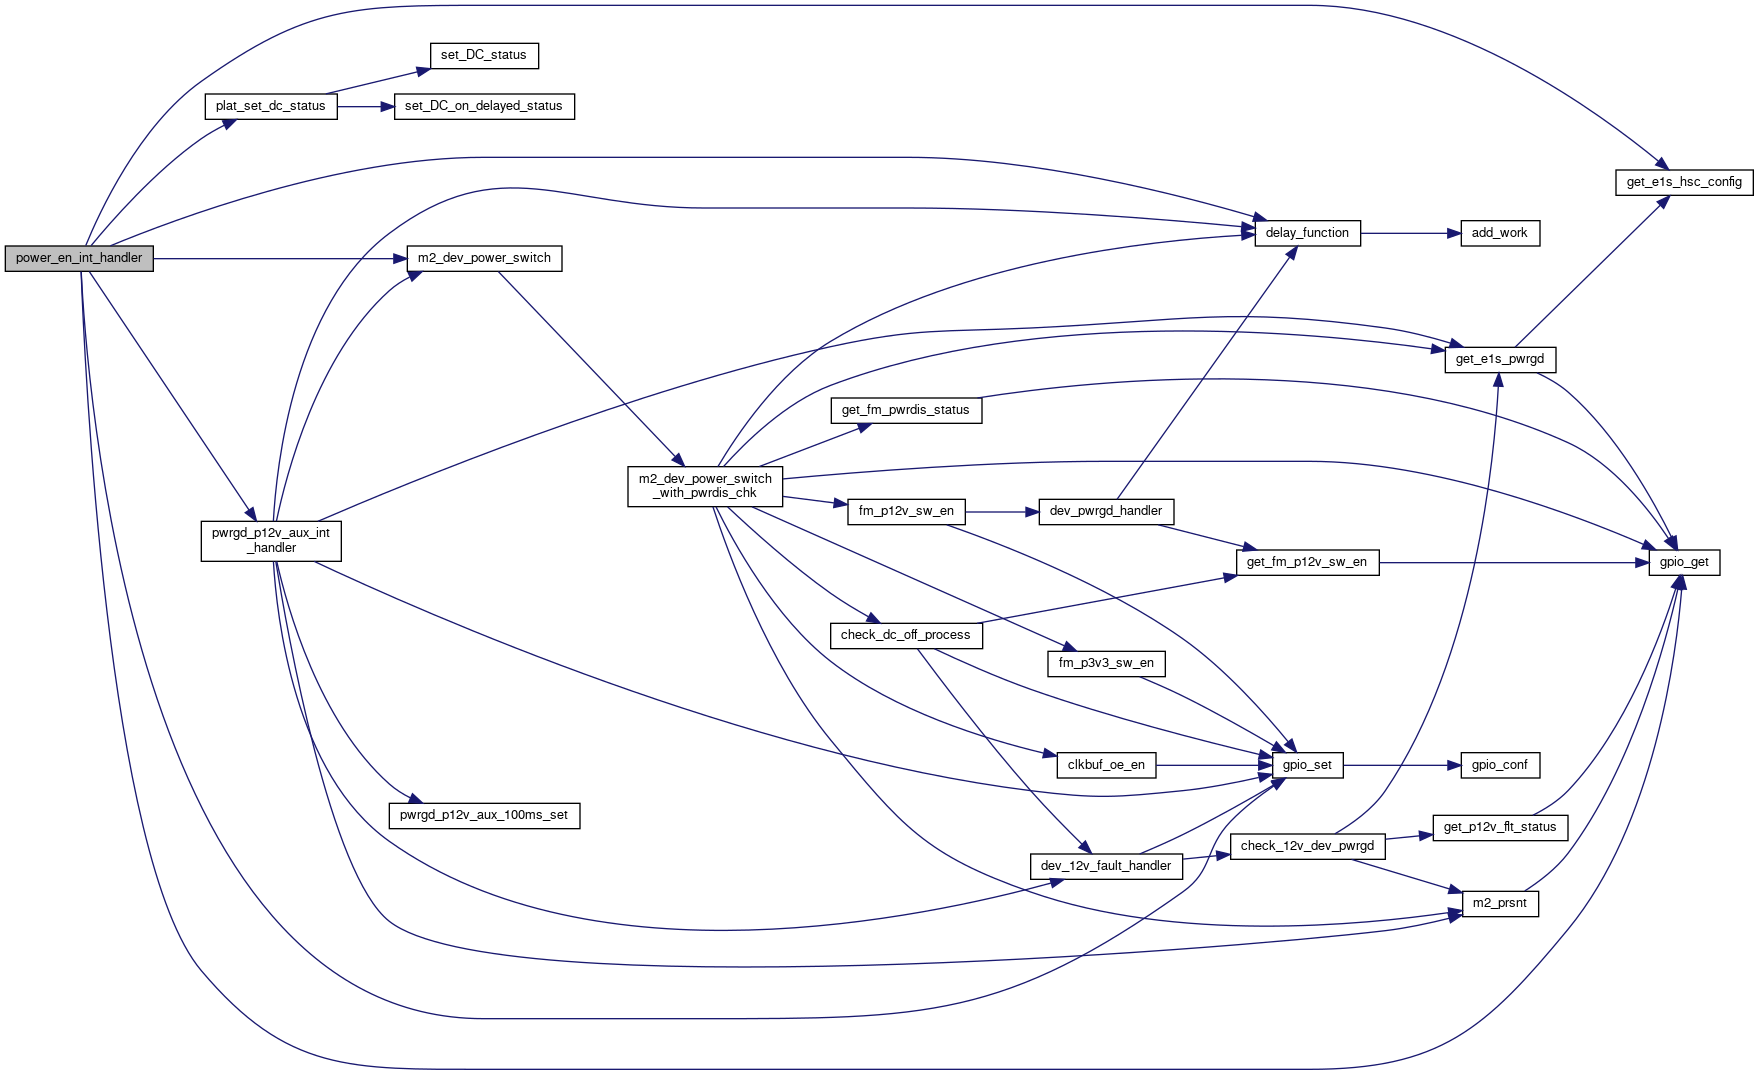 set_DC_status
plat_set_dc_status
set_DC_on_delayed_status
get_e1s_hsc_config
delay_function
add_work
power_en_int_handler
m2_dev_power_switch
get_e1s_pwrgd
get_fm_pwrdis_status
m2_dev_power_switch
_with_pwrdis_chk
fm_p12v_sw_en
dev_pwrgd_handler
pwrgd_p12v_aux_int
_handler
get_fm_p12v_sw_en
gpio_get
check_dc_off_process
fm_p3v3_sw_en
clkbuf_oe_en
gpio_set
gpio_conf
pwrgd_p12v_aux_100ms_set
get_p12v_flt_status
check_12v_dev_pwrgd
dev_12v_fault_handler
m2_prsnt